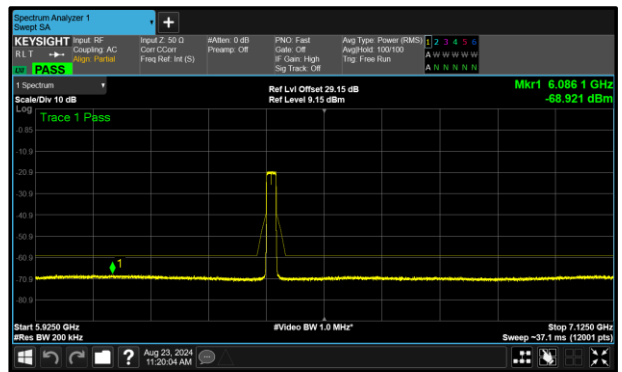 Spectrum Analyzer 1
Swept SA
+
KEYSIGHT
RLT
Input: RF
Coupling: AC
Align: Partial
Input Z: 50 Ω
Corr CCorr
Freq Ref: Int (S)
#Atten: 0 dB
Preamp: Off
PNO: Fast
Gate: Off
IF Gain: High
Sig Track: Off
Avg Type: Power (RMS)
Avg|Hold: 100/100
Trig: Free Run
1 2 3 4 5 6
A W W W W W
A N N N N N
PASS
1 Spectrum
Ref Lvl Offset 29.15 dB
Mkr1 6.086 1 GHz
Scale/Div 10 dB
Ref Level 9.15 dBm
-68.921 dBm
Log
Trace 1 Pass
-0.85
-10.9
-20.9
-30.9
-40.9
-50.9
-60.9
1
-70.9
-80.9
Start 5.9250 GHz
#Video BW 1.0 MHz*
Stop 7.1250 GHz
#Res BW 200 kHz
Sweep ~37.1 ms (12001 pts)
?
Aug 23, 2024
11:20:04 AM